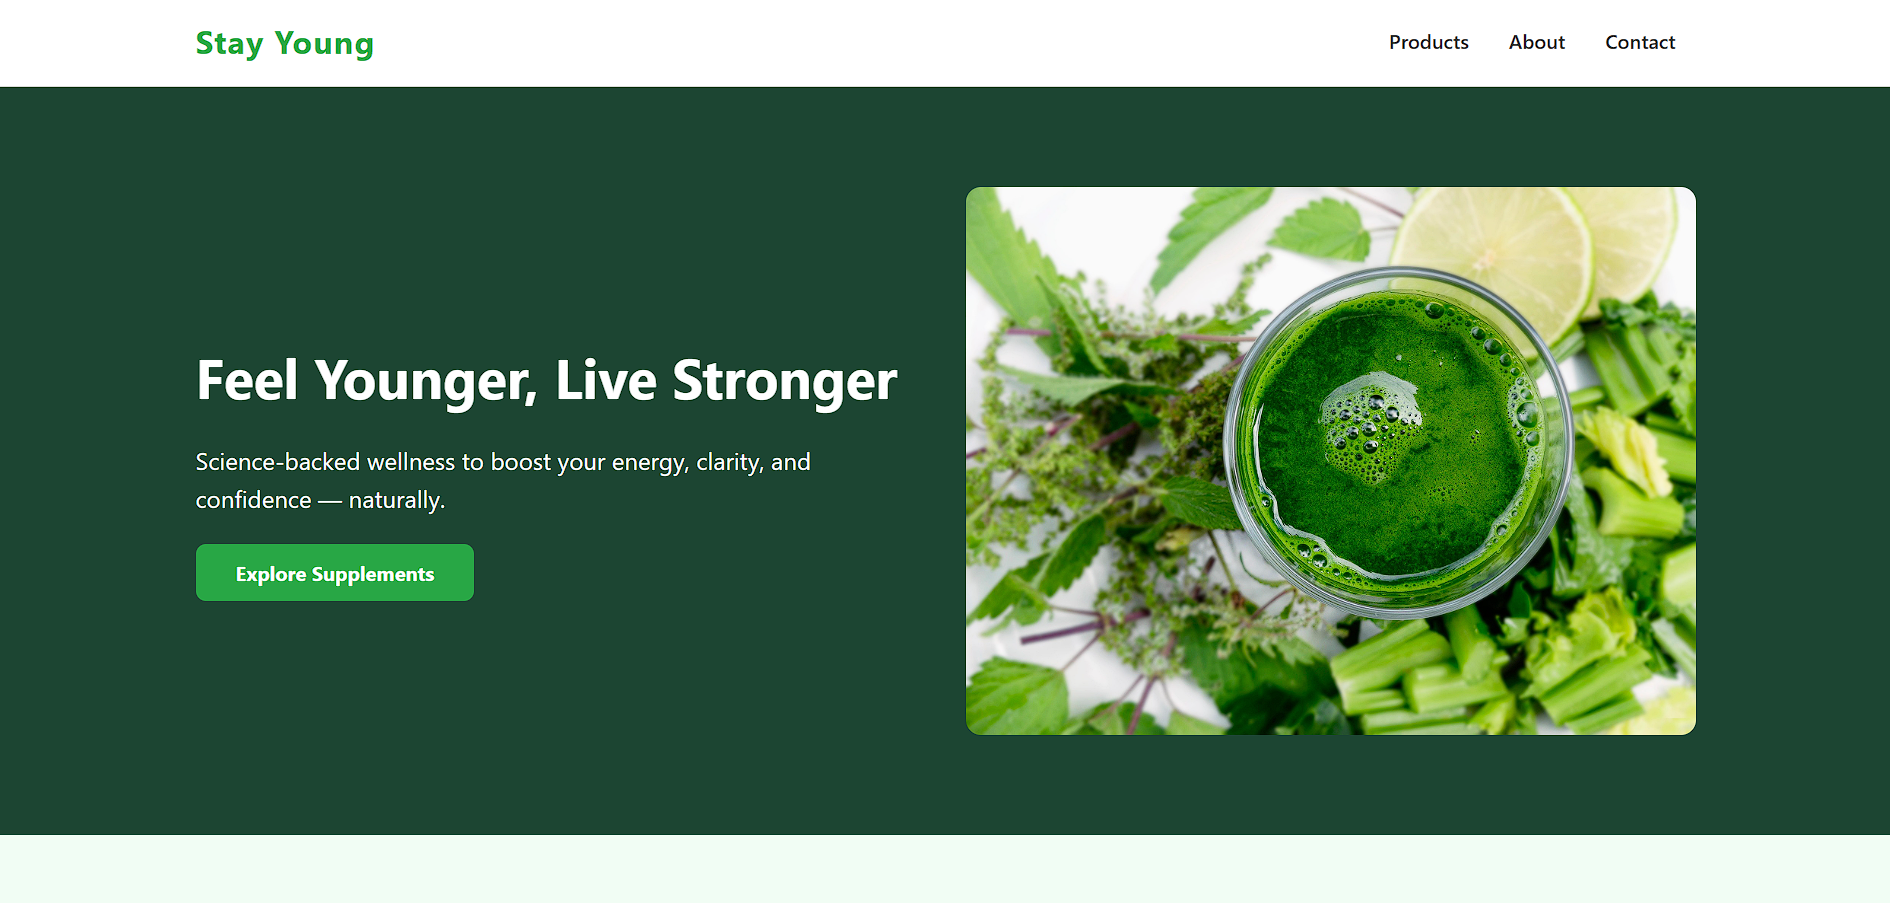 Stay Young
Products About Contact
Feel Younger, Live Stronger
Science-backed wellness to boost your energy, clarity, and
confidence — naturally.
Explore Supplements